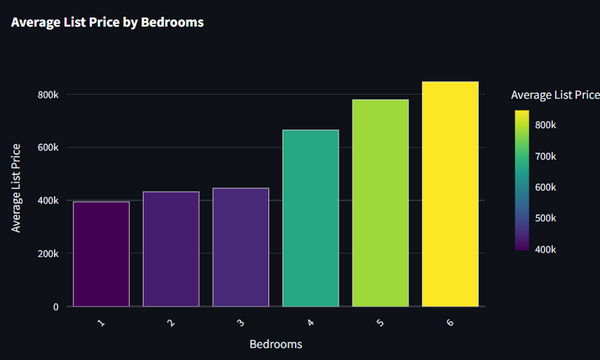 Average List Price by Bedrooms
Average List Price
800k
600k
400k
200k
0
1
2
3
4
5
6
Bedrooms
Average List Price
800k
700k
600k
500k
400k